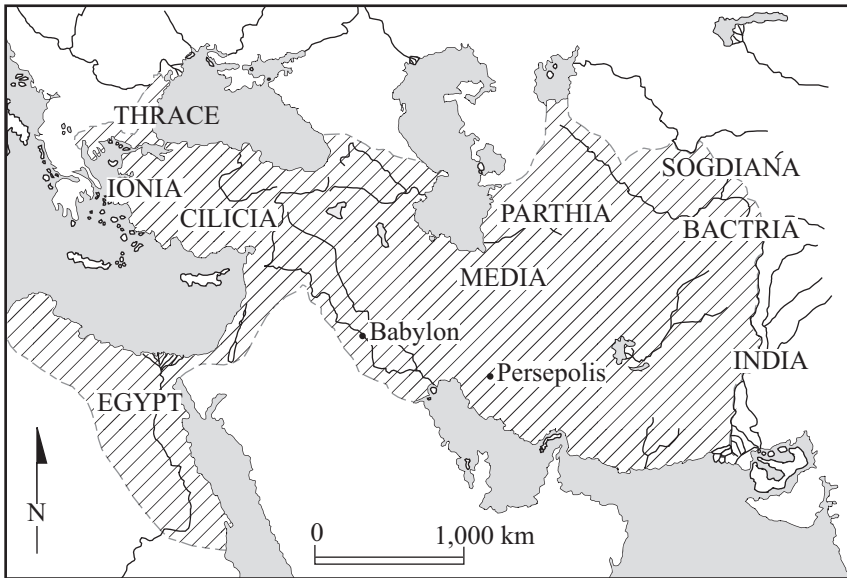 THRACE
SOGDIANA
IONIA
PARTHIA
CILICIA
BACTRIA
MEDIA
Babylon
INDIA
Persepolis
EGYPT
N
0
1,000 km